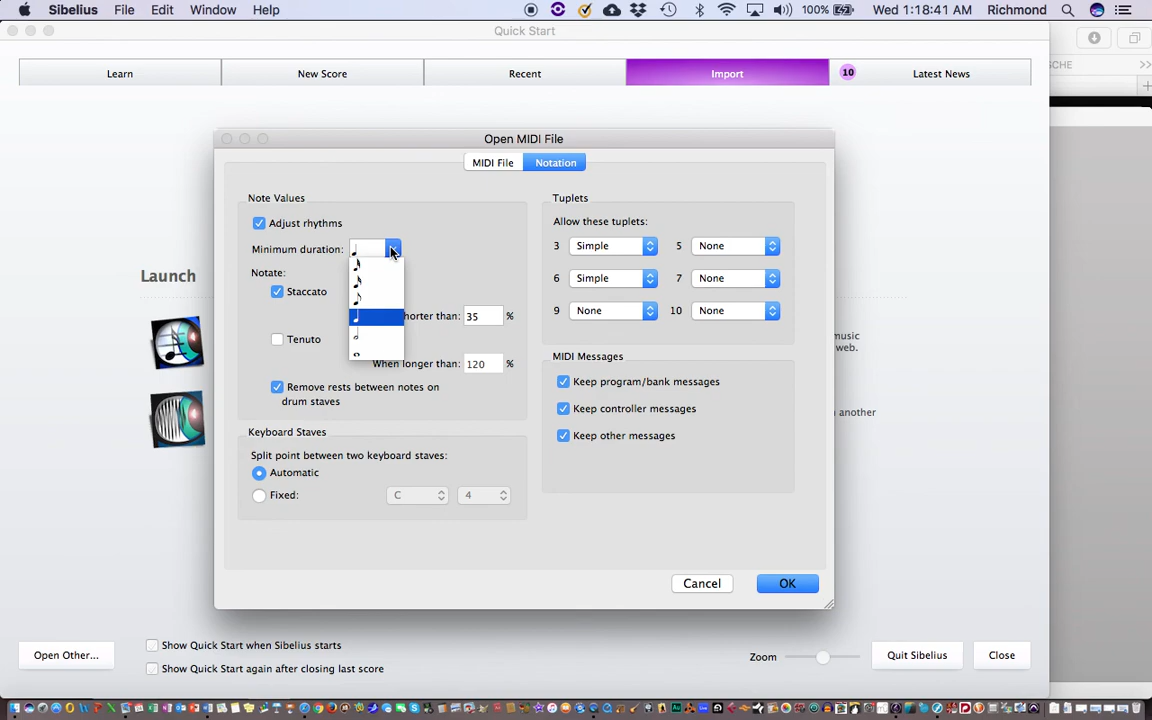 Sibelius File Edit Window Help 100% Wed 1:18:41 AM Richmond
Quick Start
Learn New Score Recent Import 10 Latest News
SCHE >>
Open MIDI File
MIDI File Notation
Note Values
Adjust rhythms
Minimum duration:
Notate:
Staccato
horter than: 35 %
Tenuto
When longer than: 120 %
Remove rests between notes on
drum staves
Keyboard Staves
Split point between two keyboard staves:
Automatic
Fixed: C 4
Tuplets
Allow these tuplets:
3 Simple 5 None
6 Simple 7 None
9 None 10 None
MIDI Messages
Keep program/bank messages
Keep controller messages
Keep other messages
Cancel OK
Launch
music
web.
another
Open Other...
Show Quick Start when Sibelius starts
Show Quick Start again after closing last score
Zoom Quit Sibelius Close